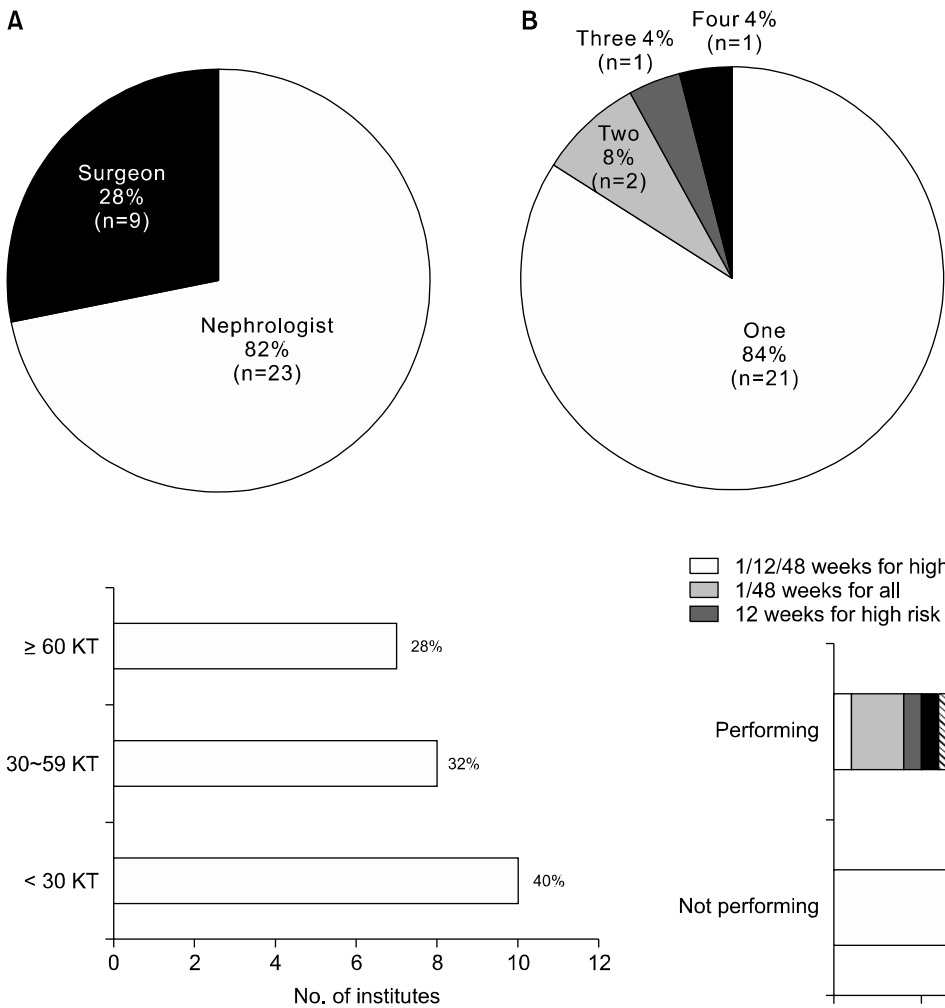 A
Surgeon
28%
(n=9)
Nephrologist
82%
(n=23)
B
Four 4%
(n=1)
Three 4%
(n=1)
Two
8%
(n=2)
One
84%
(n=21)
≥ 60 KT
28%
30~59 KT
32%
< 30 KT
40%
0 2 4 6 8 10 12
No. of institutes
1/12/48 weeks for high
1/48 weeks for all
12 weeks for high risk
Performing
Not performing